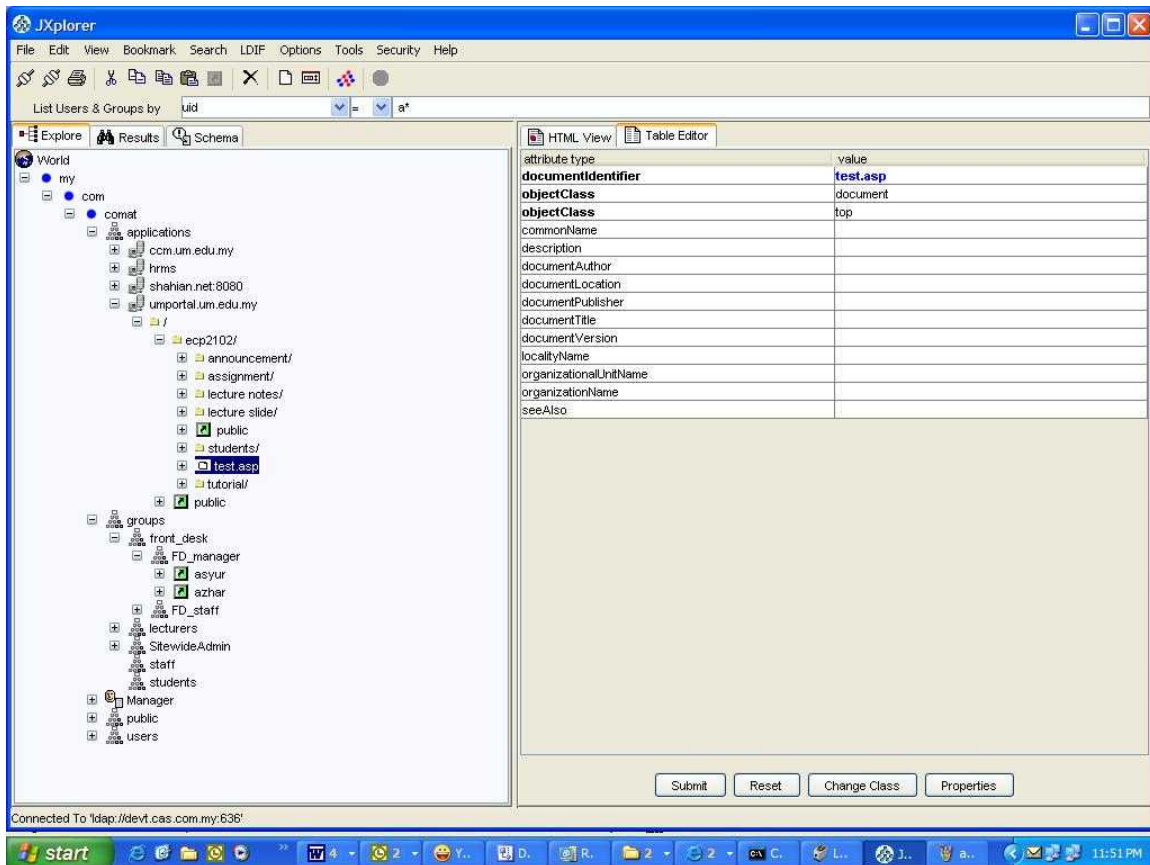 JXplorer
File Edit View Bookmark Search LDIF Options Tools Security Help
List Users & Groups by uid = a*
Explore Results Schema
World
my
com
comat
applications
ccm.um.edu.my
hrms
shahian.net:8080
umportal.um.edu.my
/
ecp2102/
announcement/
assignment/
lecture notes/
lecture slide/
public
students/
test.asp
tutorial/
public
groups
front_desk
FD_manager
asyur
azhar
FD_staff
lecturers
SitewideAdmin
staff
students
Manager
public
users
HTML View Table Editor
attribute type value
documentIdentifier test.asp
objectClass document
objectClass top
commonName
description
documentAuthor
documentLocation
documentPublisher
documentTitle
documentVersion
localityName
organizationalUnitName
organizationName
seeAlso
Submit Reset Change Class Properties
Connected To 'ldap://devt.cas.com.my:636'
start 4 2 Y... D. R. 2 2 C. L.. J.. a.. 11:51 PM